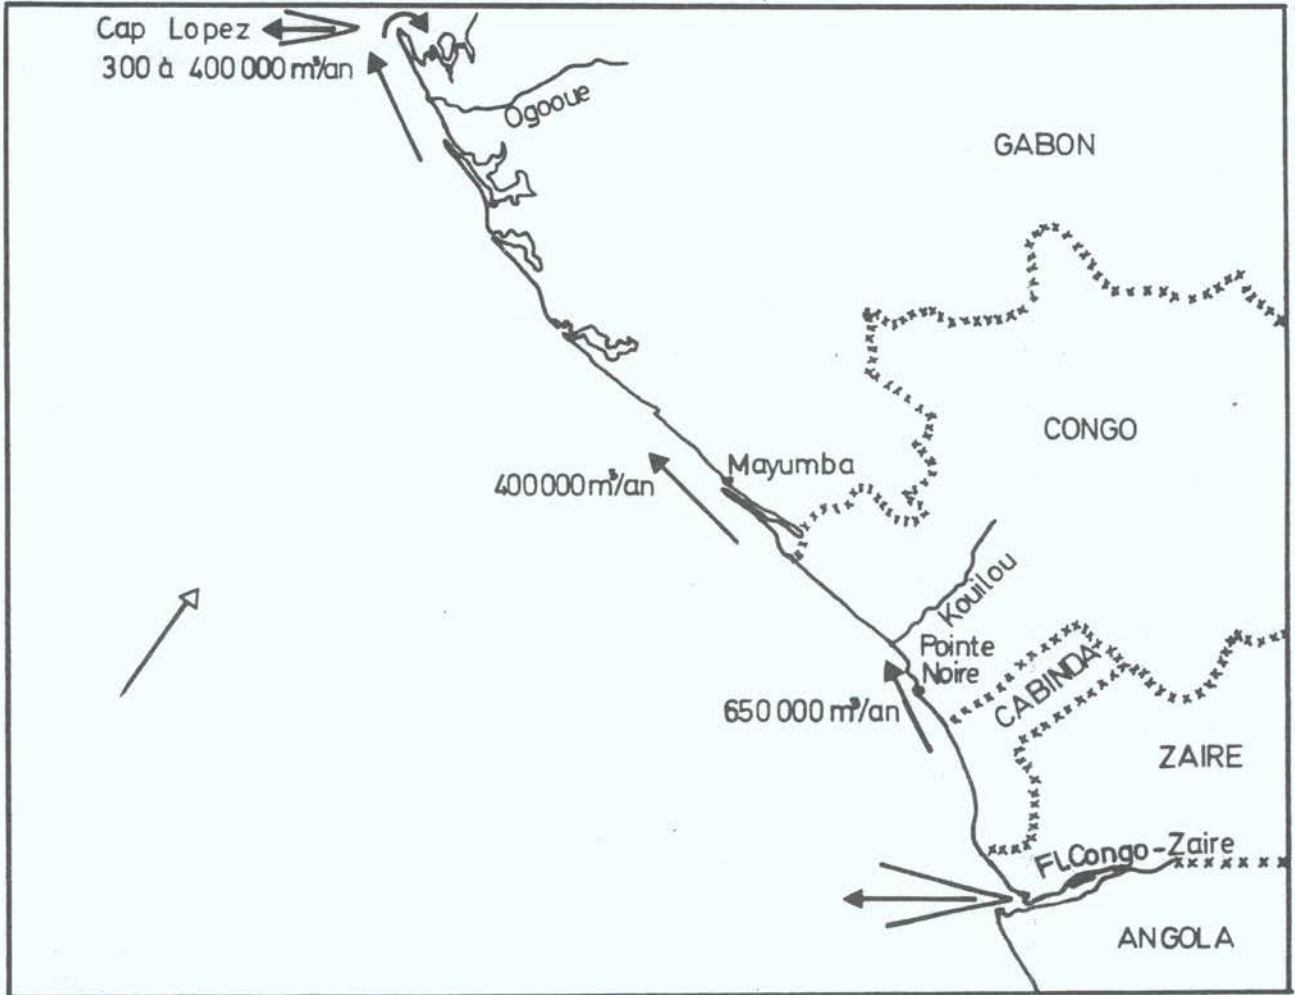 Cap Lopez
300 à 400 000 m³/an
Ogooue
GABON
CONGO
Mayumba
400 000 m³/an
Kouilou
Pointe
Noire
CABINDA
650 000 m³/an
ZAIRE
Fl. Congo-Zaire
ANGOLA